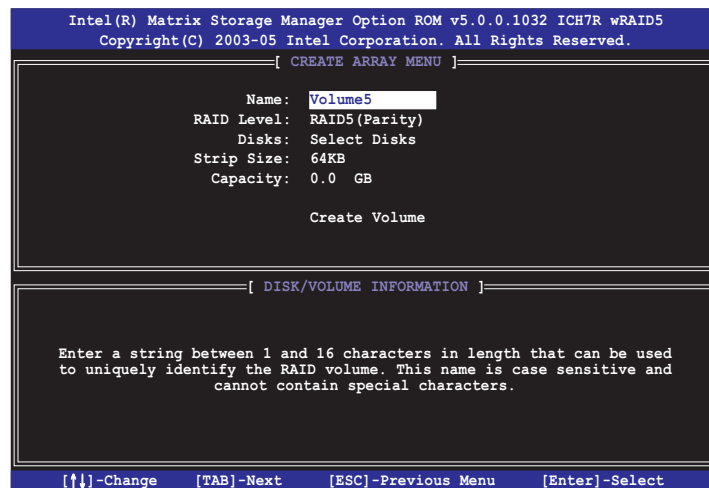 Intel(R) Matrix Storage Manager Option ROM v5.0.0.1032 ICH7R wRAID5
Copyright(C) 2003-05 Intel Corporation. All Rights Reserved.
[ CREATE ARRAY MENU ]
Name: Volume5
RAID Level: RAID5(Parity)
Disks: Select Disks
Strip Size: 64KB
Capacity: 0.0 GB
Create Volume
[ DISK/VOLUME INFORMATION ]
Enter a string between 1 and 16 characters in length that can be used
to uniquely identify the RAID volume. This name is case sensitive and
cannot contain special characters.
[↑↓]-Change [TAB]-Next [ESC]-Previous Menu [Enter]-Select